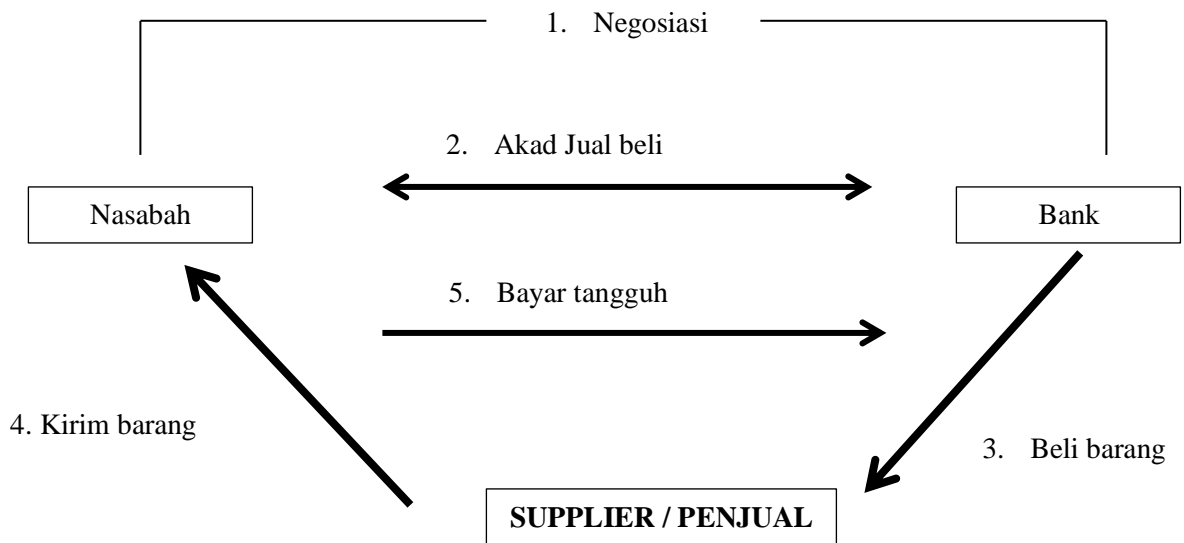 1. Negosiasi
2. Akad Jual beli
Nasabah
Bank
5. Bayar tangguh
4. Kirim barang
3. Beli barang
SUPPLIER / PENJUAL